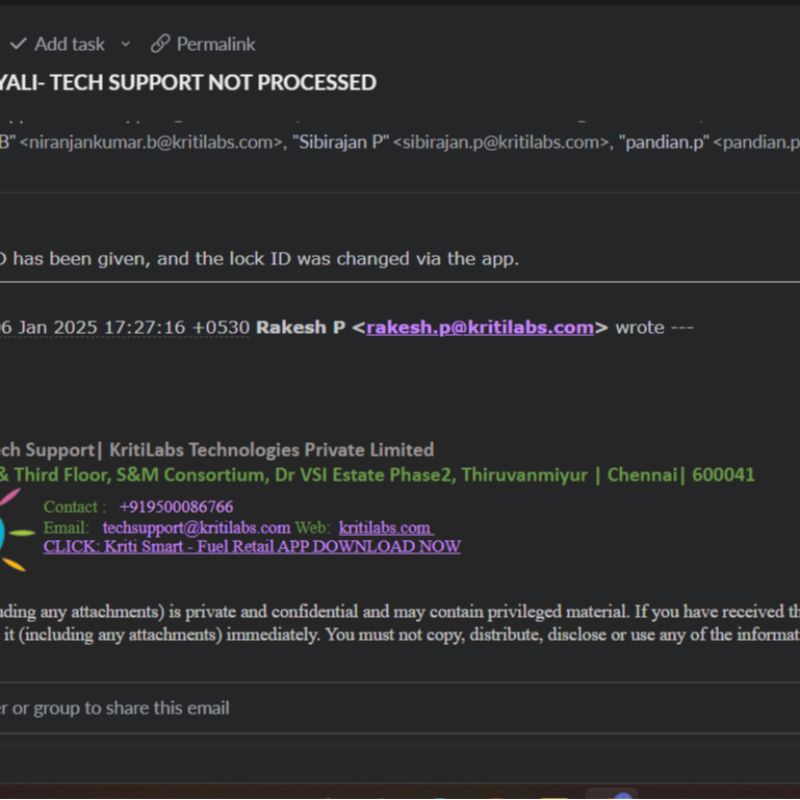 Add task Permalink
YALI- TECH SUPPORT NOT PROCESSED
B" <niranjankumar.b@kritilabs.com>, "Sibirajan P" <sibirajan.p@kritilabs.com>, "pandian.p" <pandian.p
D has been given, and the lock ID was changed via the app.
06 Jan 2025 17:27:16 +0530 Rakesh P <rakesh.p@kritilabs.com> wrote ---
ech Support| KritiLabs Technologies Private Limited
& Third Floor, S&M Consortium, Dr VSI Estate Phase2, Thiruvanmiyur | Chennai| 600041
Contact : +919500086766
Email: techsupport@kritilabs.com Web: kritilabs.com
CLICK: Kriti Smart - Fuel Retail APP DOWNLOAD NOW
uding any attachments) is private and confidential and may contain privileged material. If you have received th
it (including any attachments) immediately. You must not copy, distribute, disclose or use any of the informat
er or group to share this email